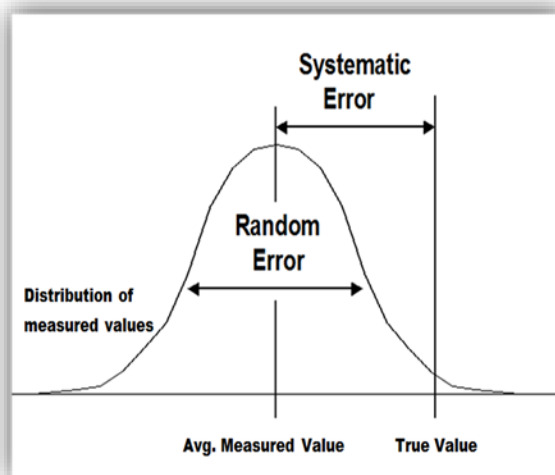 Systematic
Error
Random
Error
Distribution of
measured values
Avg. Measured Value
True Value